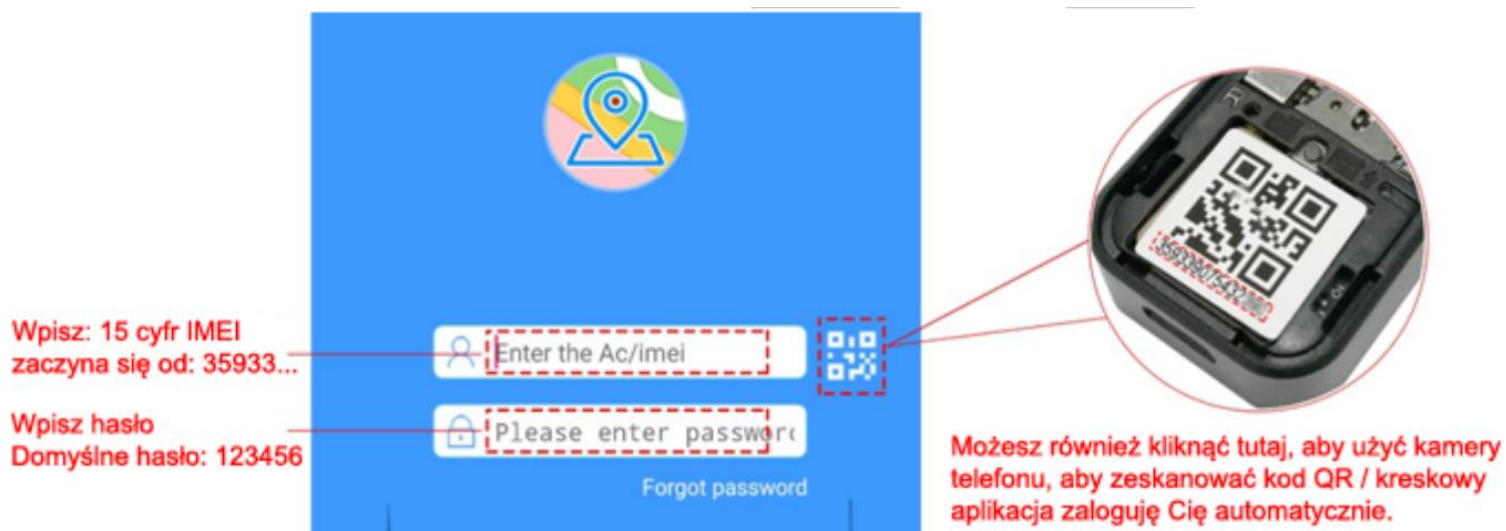 Wpisz: 15 cyfr IMEI
zaczyna się od: 35933...
Enter the Ac/imei
Wpisz hasło
Domyślne hasło: 123456
Please enter passwor
Forgot password
Możesz również kliknąć tutaj, aby użyć kamery
telefonu, aby zeskanować kod QR / kreskowy
aplikacja zaloguję Cię automatycznie.